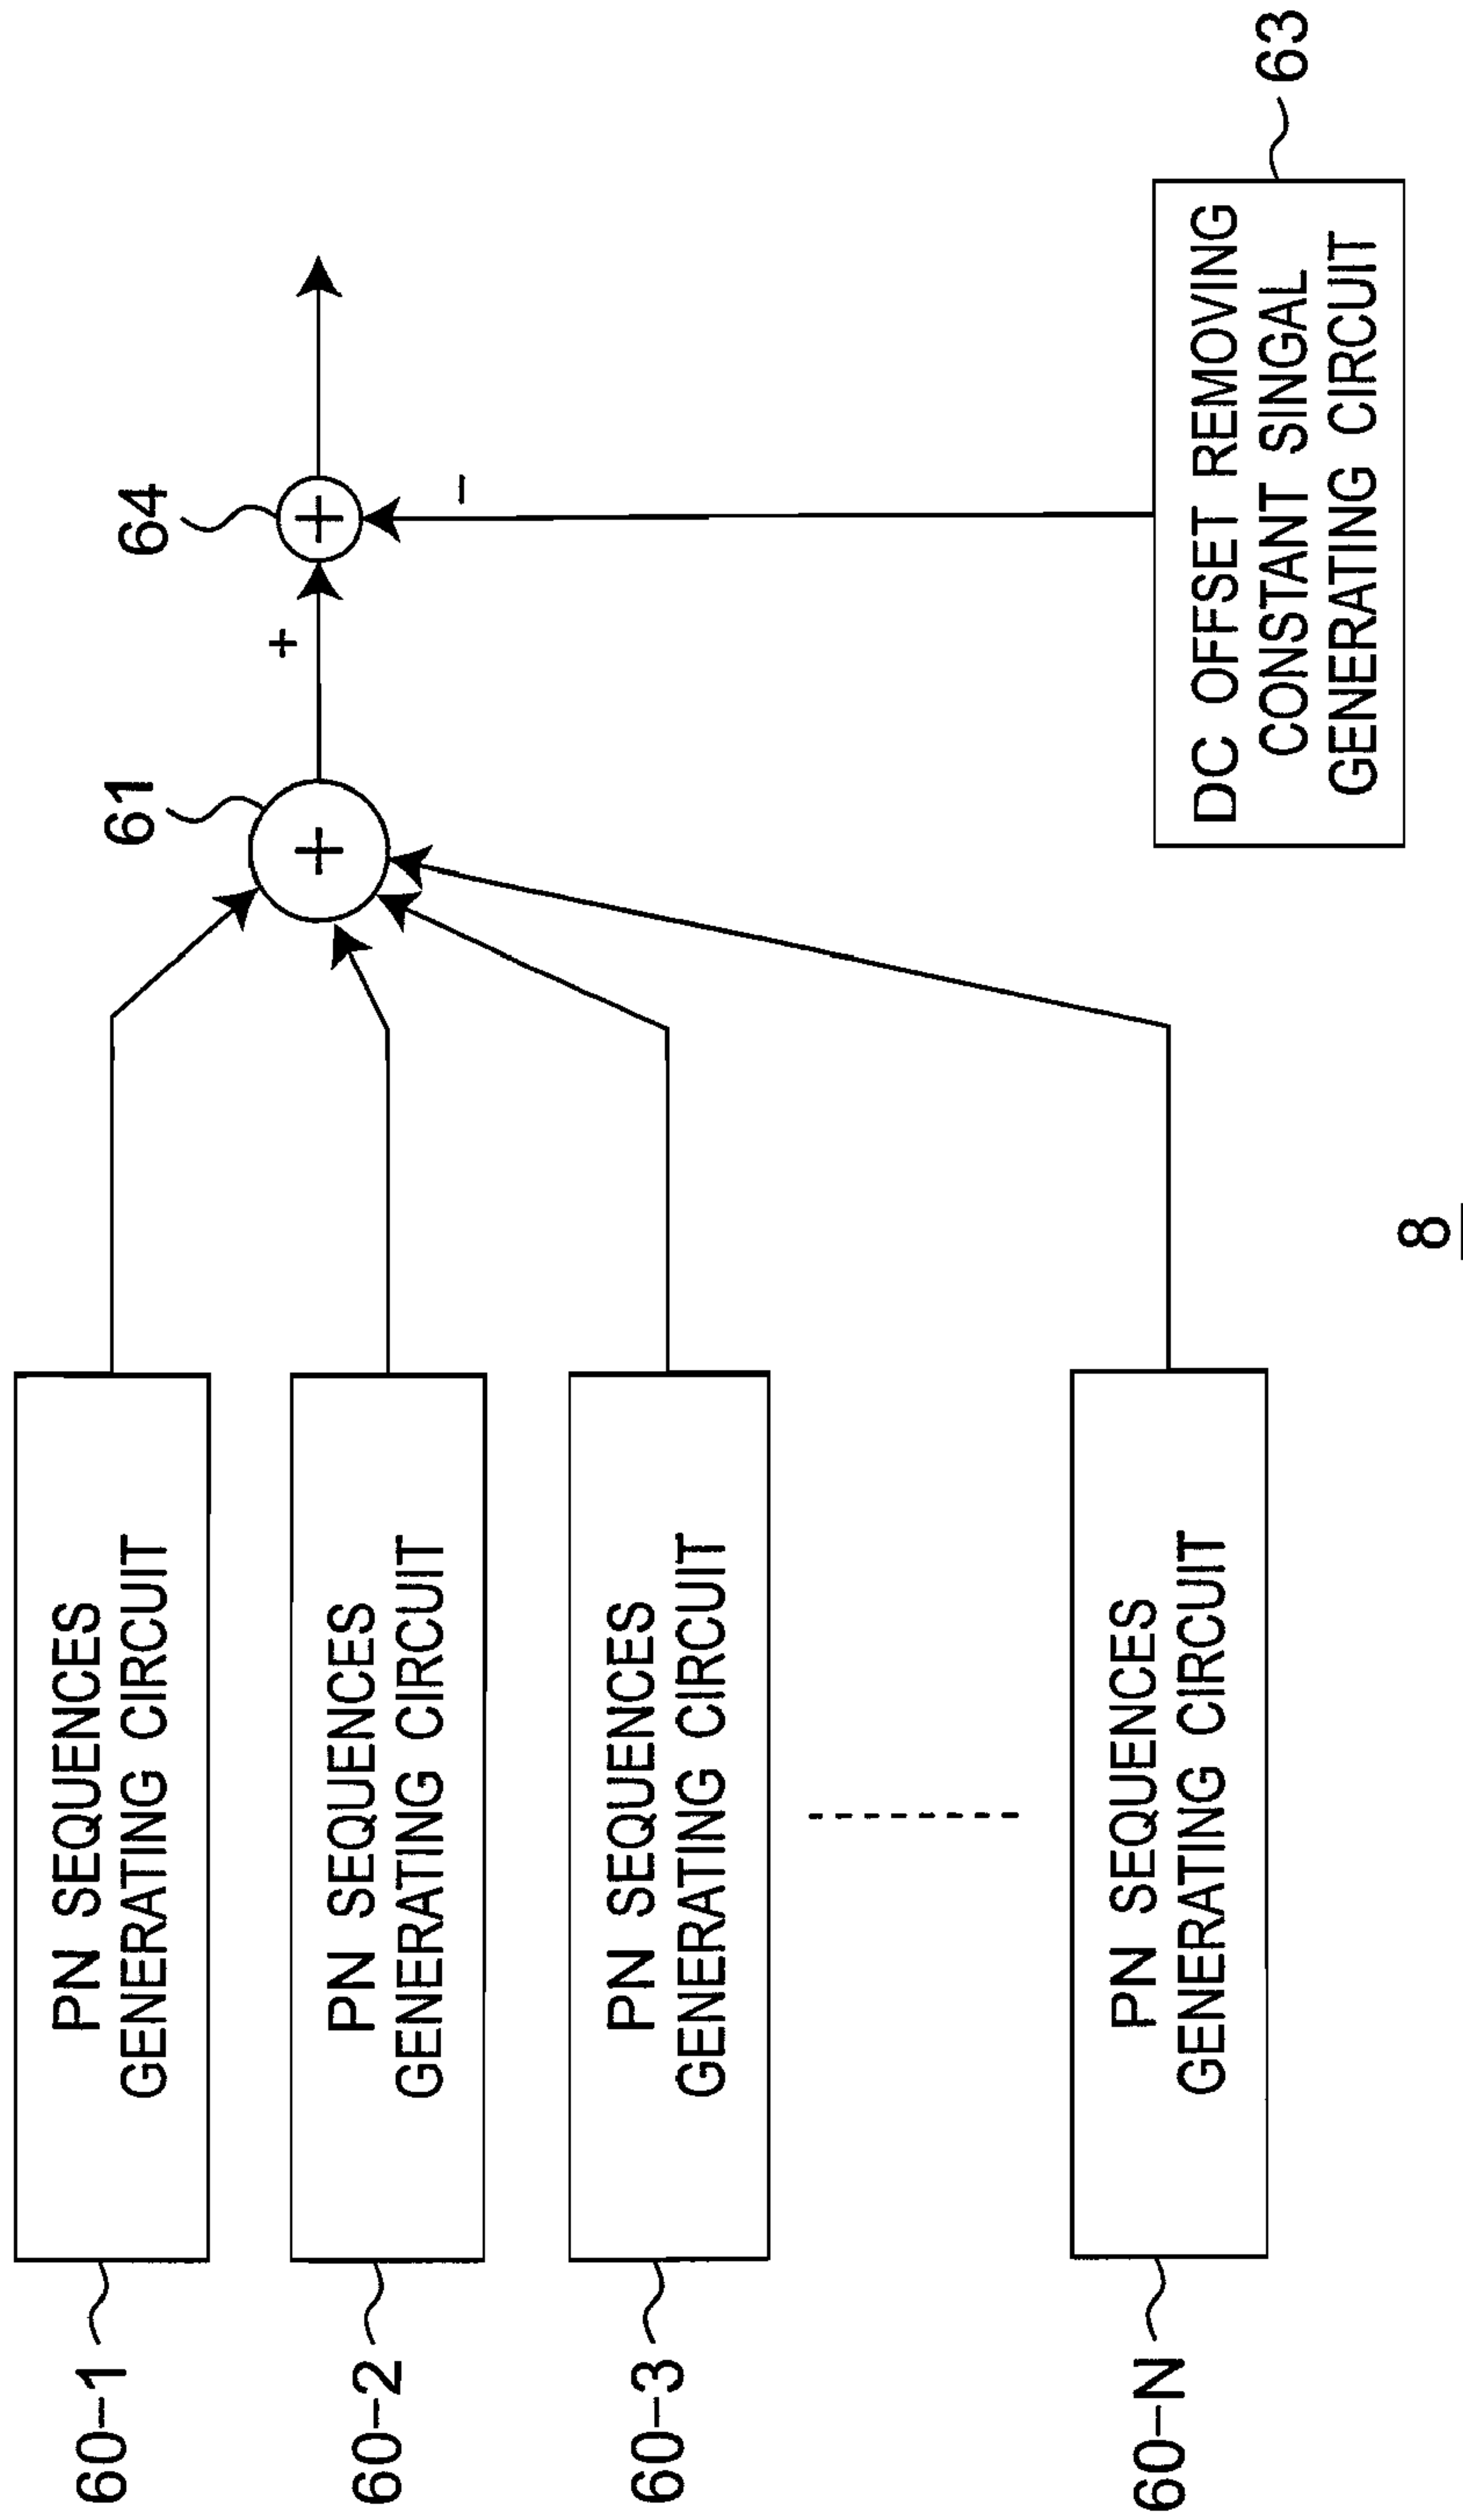 60-1
PN SEQUENCES
GENERATING CIRCUIT
60-2
PN SEQUENCES
GENERATING CIRCUIT
60-3
PN SEQUENCES
GENERATING CIRCUIT
60-N
PN SEQUENCES
GENERATING CIRCUIT
61
+
+
64
+
-
DC OFFSET REMOVING
CONSTANT SINGAL
GENERATING CIRCUIT
63
8